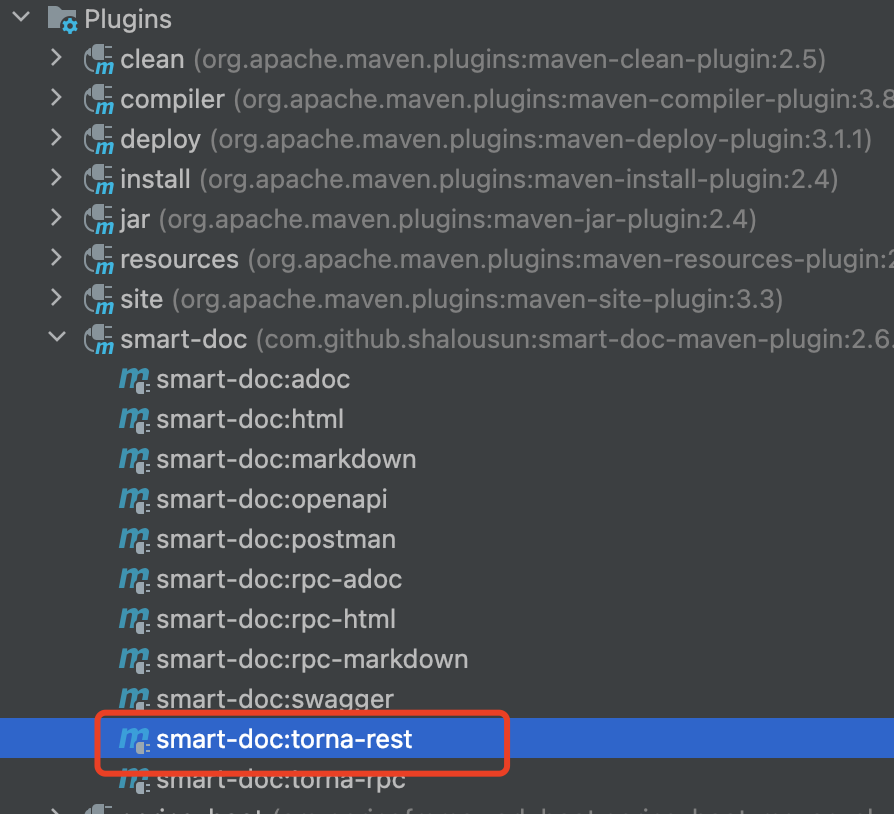 Plugins
clean (org.apache.maven.plugins:maven-clean-plugin:2.5)
compiler (org.apache.maven.plugins:maven-compiler-plugin:3.8
deploy (org.apache.maven.plugins:maven-deploy-plugin:3.1.1)
install (org.apache.maven.plugins:maven-install-plugin:2.4)
jar (org.apache.maven.plugins:maven-jar-plugin:2.4)
resources (org.apache.maven.plugins:maven-resources-plugin:2
site (org.apache.maven.plugins:maven-site-plugin:3.3)
smart-doc (com.github.shalousun:smart-doc-maven-plugin:2.6.
smart-doc:adoc
smart-doc:html
smart-doc:markdown
smart-doc:openapi
smart-doc:postman
smart-doc:rpc-adoc
smart-doc:rpc-html
smart-doc:rpc-markdown
smart-doc:swagger
smart-doc:torna-rest
smart-doc:torna-rpc